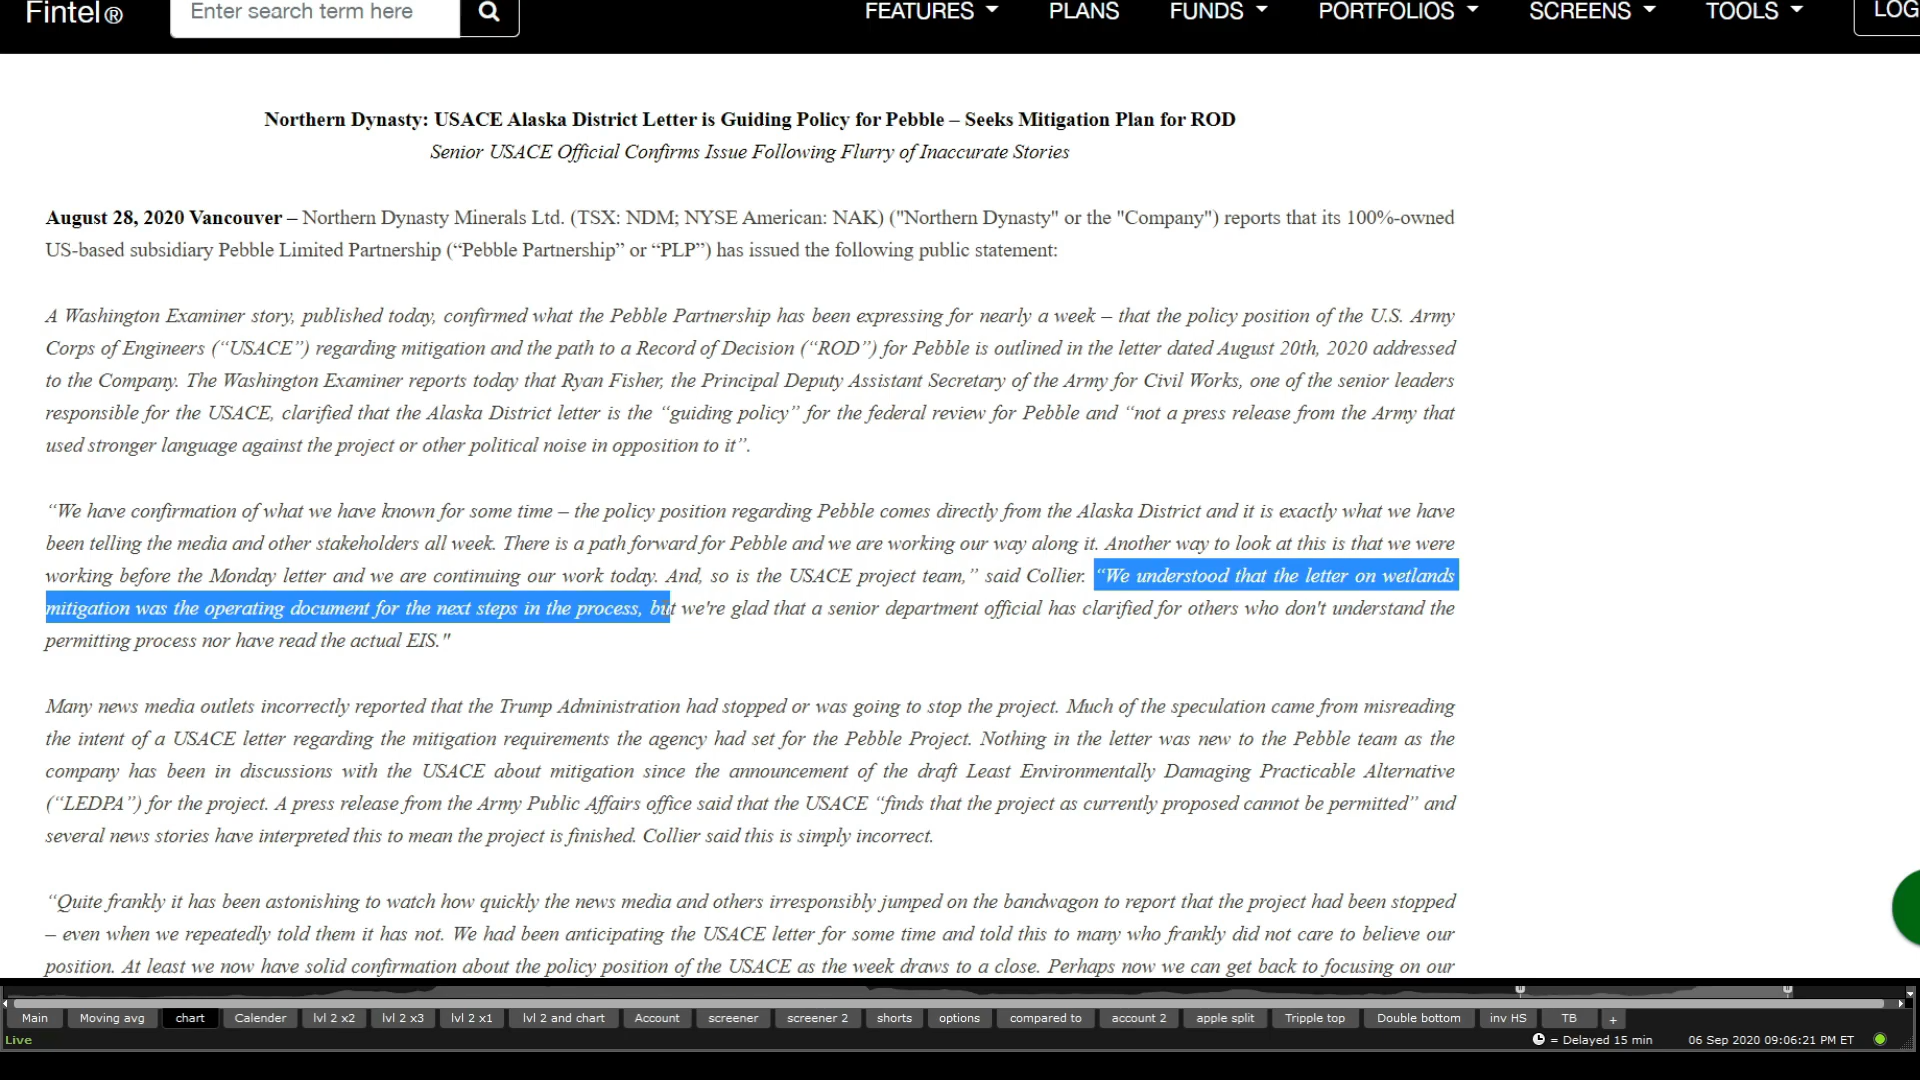 Fintel®
Enter search term here
FEATURES PLANS FUNDS PORTFOLIOS SCREENS TOOLS LOG
Northern Dynasty: USACE Alaska District Letter is Guiding Policy for Pebble – Seeks Mitigation Plan for ROD
Senior USACE Official Confirms Issue Following Flurry of Inaccurate Stories
August 28, 2020 Vancouver – Northern Dynasty Minerals Ltd. (TSX: NDM; NYSE American: NAK) ("Northern Dynasty" or the "Company") reports that its 100%-owned
US-based subsidiary Pebble Limited Partnership (“Pebble Partnership” or “PLP”) has issued the following public statement:
A Washington Examiner story, published today, confirmed what the Pebble Partnership has been expressing for nearly a week – that the policy position of the U.S. Army
Corps of Engineers (“USACE”) regarding mitigation and the path to a Record of Decision (“ROD”) for Pebble is outlined in the letter dated August 20th, 2020 addressed
to the Company. The Washington Examiner reports today that Ryan Fisher, the Principal Deputy Assistant Secretary of the Army for Civil Works, one of the senior leaders
responsible for the USACE, clarified that the Alaska District letter is the “guiding policy” for the federal review for Pebble and “not a press release from the Army that
used stronger language against the project or other political noise in opposition to it”.
“We have confirmation of what we have known for some time – the policy position regarding Pebble comes directly from the Alaska District and it is exactly what we have
been telling the media and other stakeholders all week. There is a path forward for Pebble and we are working our way along it. Another way to look at this is that we were
working before the Monday letter and we are continuing our work today. And, so is the USACE project team,” said Collier. “We understood that the letter on wetlands
mitigation was the operating document for the next steps in the process, but we're glad that a senior department official has clarified for others who don't understand the
permitting process nor have read the actual EIS."
Many news media outlets incorrectly reported that the Trump Administration had stopped or was going to stop the project. Much of the speculation came from misreading
the intent of a USACE letter regarding the mitigation requirements the agency had set for the Pebble Project. Nothing in the letter was new to the Pebble team as the
company has been in discussions with the USACE about mitigation since the announcement of the draft Least Environmentally Damaging Practicable Alternative
(“LEDPA”) for the project. A press release from the Army Public Affairs office said that the USACE “finds that the project as currently proposed cannot be permitted” and
several news stories have interpreted this to mean the project is finished. Collier said this is simply incorrect.
“Quite frankly it has been astonishing to watch how quickly the news media and others irresponsibly jumped on the bandwagon to report that the project had been stopped
– even when we repeatedly told them it has not. We had been anticipating the USACE letter for some time and told this to many who frankly did not care to believe our
position. At least we now have solid confirmation about the policy position of the USACE as the week draws to a close. Perhaps now we can get back to focusing on our
Main Moving avg chart Calender lvl 2 x2 lvl 2 x3 lvl 2 x1 lvl 2 and chart Account screener screener 2 shorts options compared to account 2 apple split Tripple top Double bottom inv HS TB +
Live = Delayed 15 min 06 Sep 2020 09:06:21 PM ET